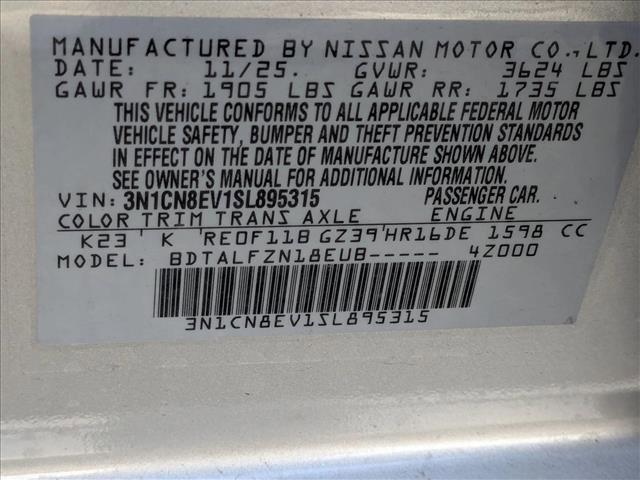 MANUFACTURED BY NISSAN MOTOR CO.,LTD.
DATE: 11/25. GVWR: 3624 LBS
GAWR FR: 1905 LBS GAWR RR: 1735 LBS
THIS VEHICLE CONFORMS TO ALL APPLICABLE FEDERAL MOTOR
VEHICLE SAFETY, BUMPER AND THEFT PREVENTION STANDARDS
IN EFFECT ON THE DATE OF MANUFACTURE SHOWN ABOVE.
SEE OWNER'S MANUAL FOR ADDITIONAL INFORMATION.
VIN: 3N1CN8EV1SL895315 PASSENGER CAR.
COLOR TRIM TRANS AXLE ENGINE
K23' K 'RE0F11B GZ39'HR16DE 1598 CC
MODEL: BDTALFZN18EUB----- 4Z000
3N1CN8EV1SL895315